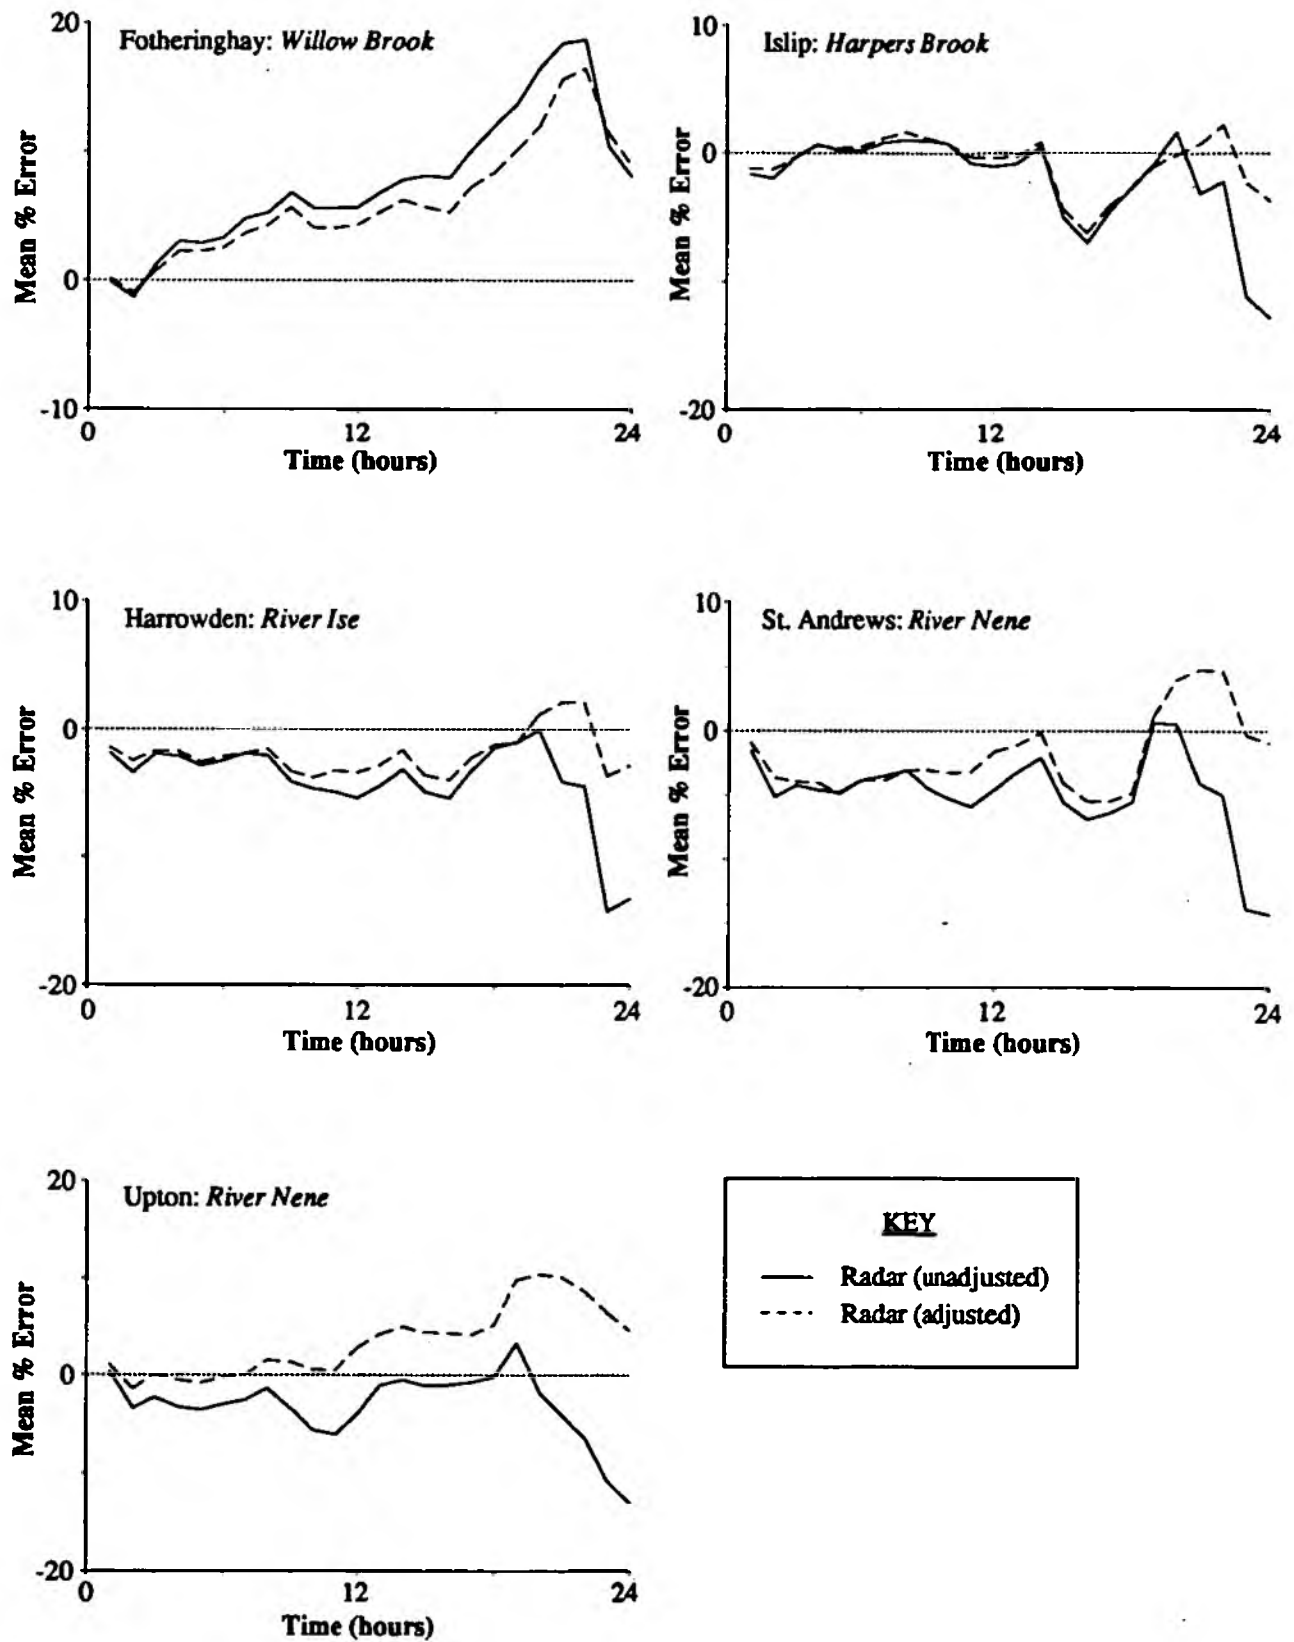 Fotheringhay: Willow Brook
20
0
-10
Mean % Error
0
12
24
Time (hours)
Islip: Harpers Brook
10
0
-20
Mean % Error
0
12
24
Time (hours)
Harrowden: River Ise
10
0
-20
Mean % Error
0
12
24
Time (hours)
St. Andrews: River Nene
10
0
-20
Mean % Error
0
12
24
Time (hours)
Upton: River Nene
20
0
-20
Mean % Error
0
12
24
Time (hours)
KEY
Radar (unadjusted)
Radar (adjusted)